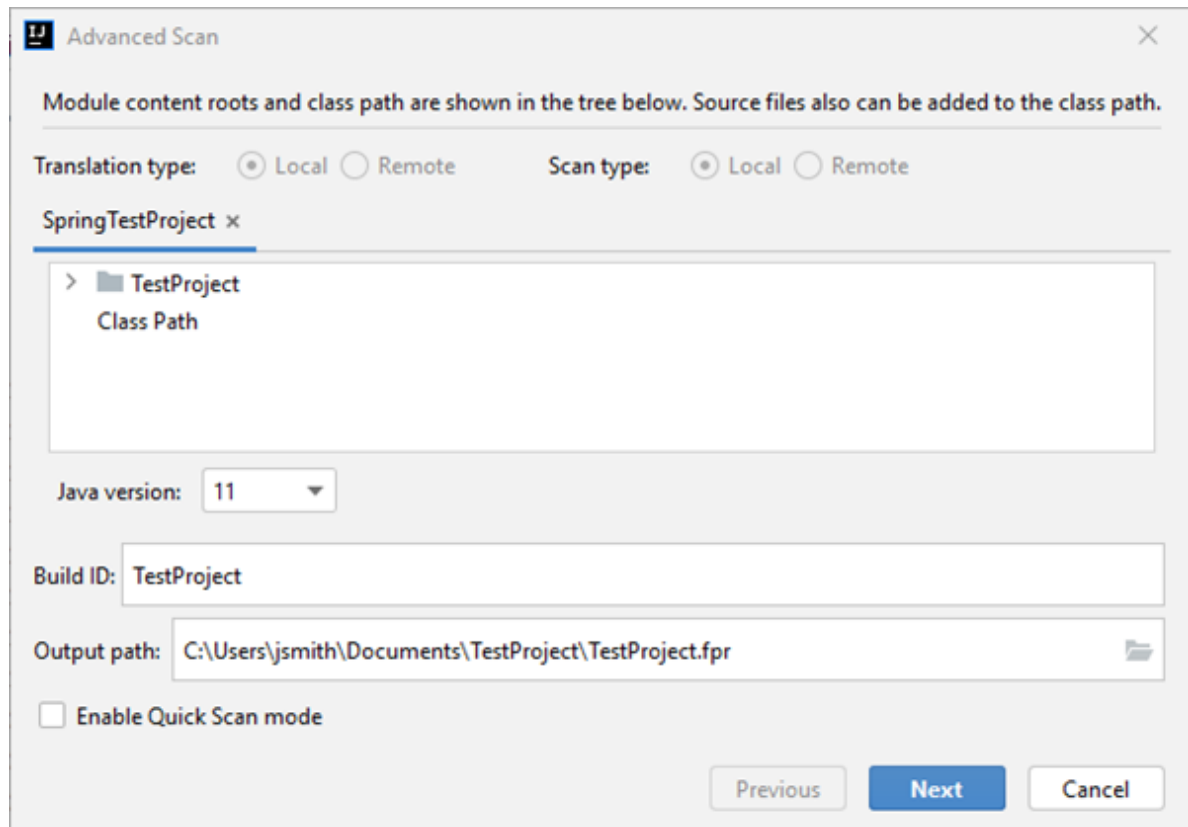 IJ Advanced Scan
Module content roots and class path are shown in the tree below. Source files also can be added to the class path.
Translation type: Local Remote Scan type: Local Remote
SpringTestProject ×
TestProject
Class Path
Java version: 11
Build ID: TestProject
Output path: C:\Users\jsmith\Documents\TestProject\TestProject.fpr
Enable Quick Scan mode
Previous Next Cancel